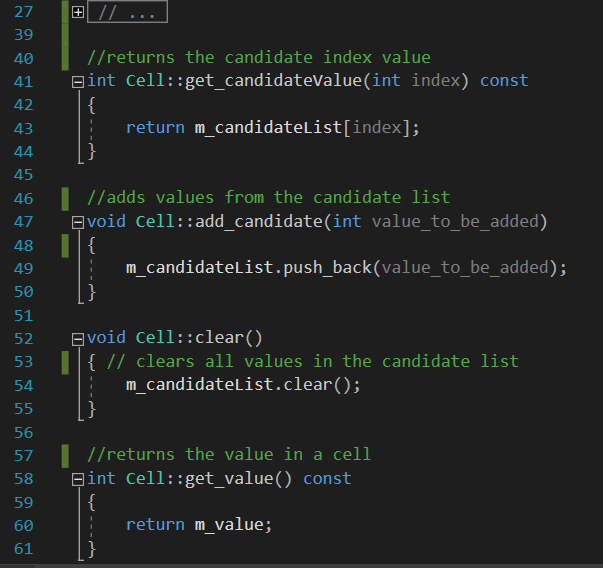 27 // ...
39
40 //returns the candidate index value
41 int Cell::get_candidateValue(int index) const
42 {
43 return m_candidateList[index];
44 }
45
46 //adds values from the candidate list
47 void Cell::add_candidate(int value_to_be_added)
48 {
49 m_candidateList.push_back(value_to_be_added);
50 }
51
52 void Cell::clear()
53 { // clears all values in the candidate list
54 m_candidateList.clear();
55 }
56
57 //returns the value in a cell
58 int Cell::get_value() const
59 {
60 return m_value;
61 }